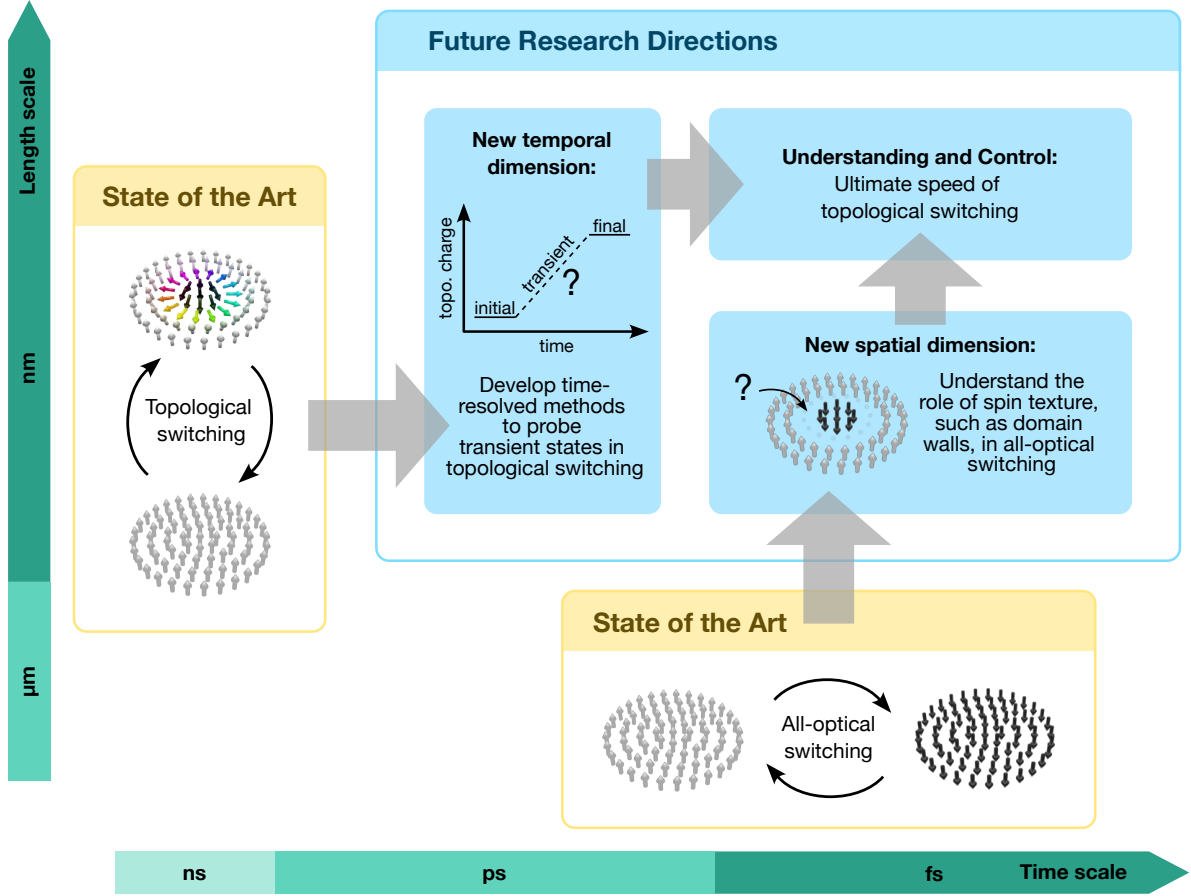 Length scale
nm
μm
State of the Art
Topological
switching
Future Research Directions
New temporal
dimension:
topo. charge
initial
transient
final
?
time
Develop time-
resolved methods
to probe
transient states in
topological switching
Understanding and Control:
Ultimate speed of
topological switching
New spatial dimension:
?
Understand the
role of spin texture,
such as domain
walls, in all-optical
switching
State of the Art
All-optical
switching
ns
ps
fs
Time scale